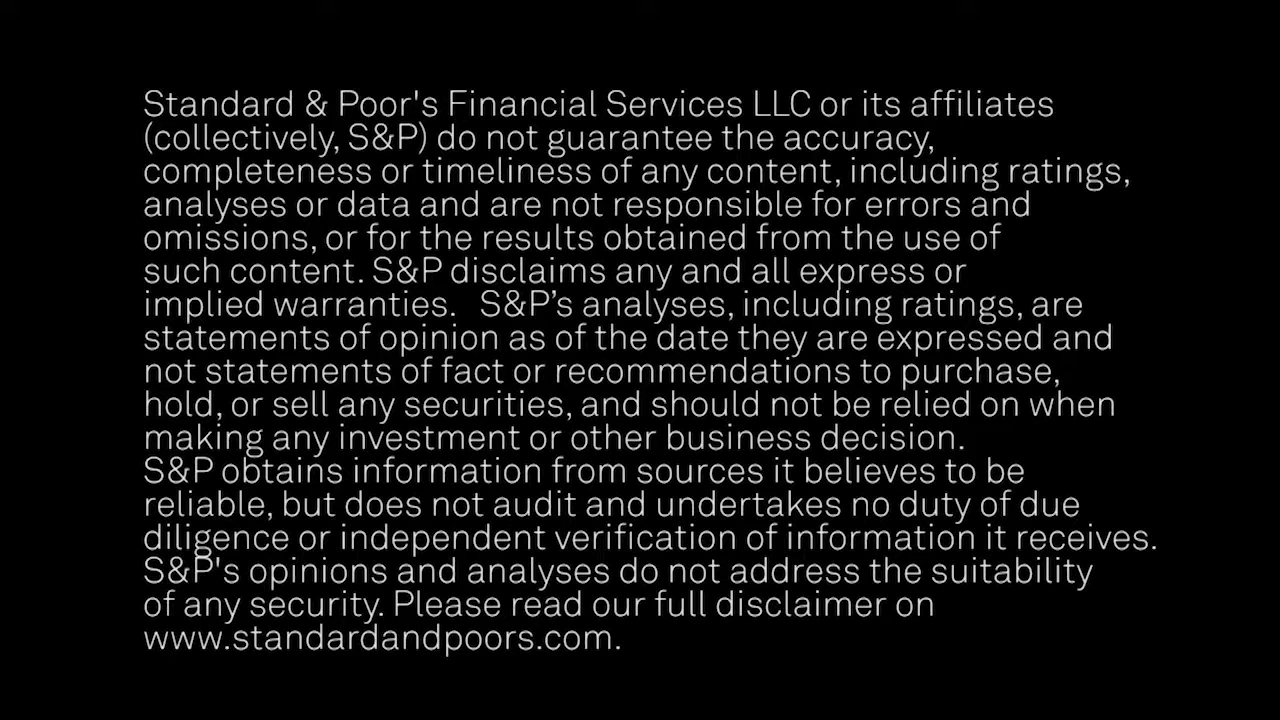 Standard & Poor's Financial Services LLC or its affiliates
(collectively, S&P) do not guarantee the accuracy,
completeness or timeliness of any content, including ratings,
analyses or data and are not responsible for errors and
omissions, or for the results obtained from the use of
such content. S&P disclaims any and all express or
implied warranties.   S&P’s analyses, including ratings, are
statements of opinion as of the date they are expressed and
not statements of fact or recommendations to purchase,
hold, or sell any securities, and should not be relied on when
making any investment or other business decision.
S&P obtains information from sources it believes to be
reliable, but does not audit and undertakes no duty of due
diligence or independent verification of information it receives.
S&P's opinions and analyses do not address the suitability
of any security. Please read our full disclaimer on
www.standardandpoors.com.